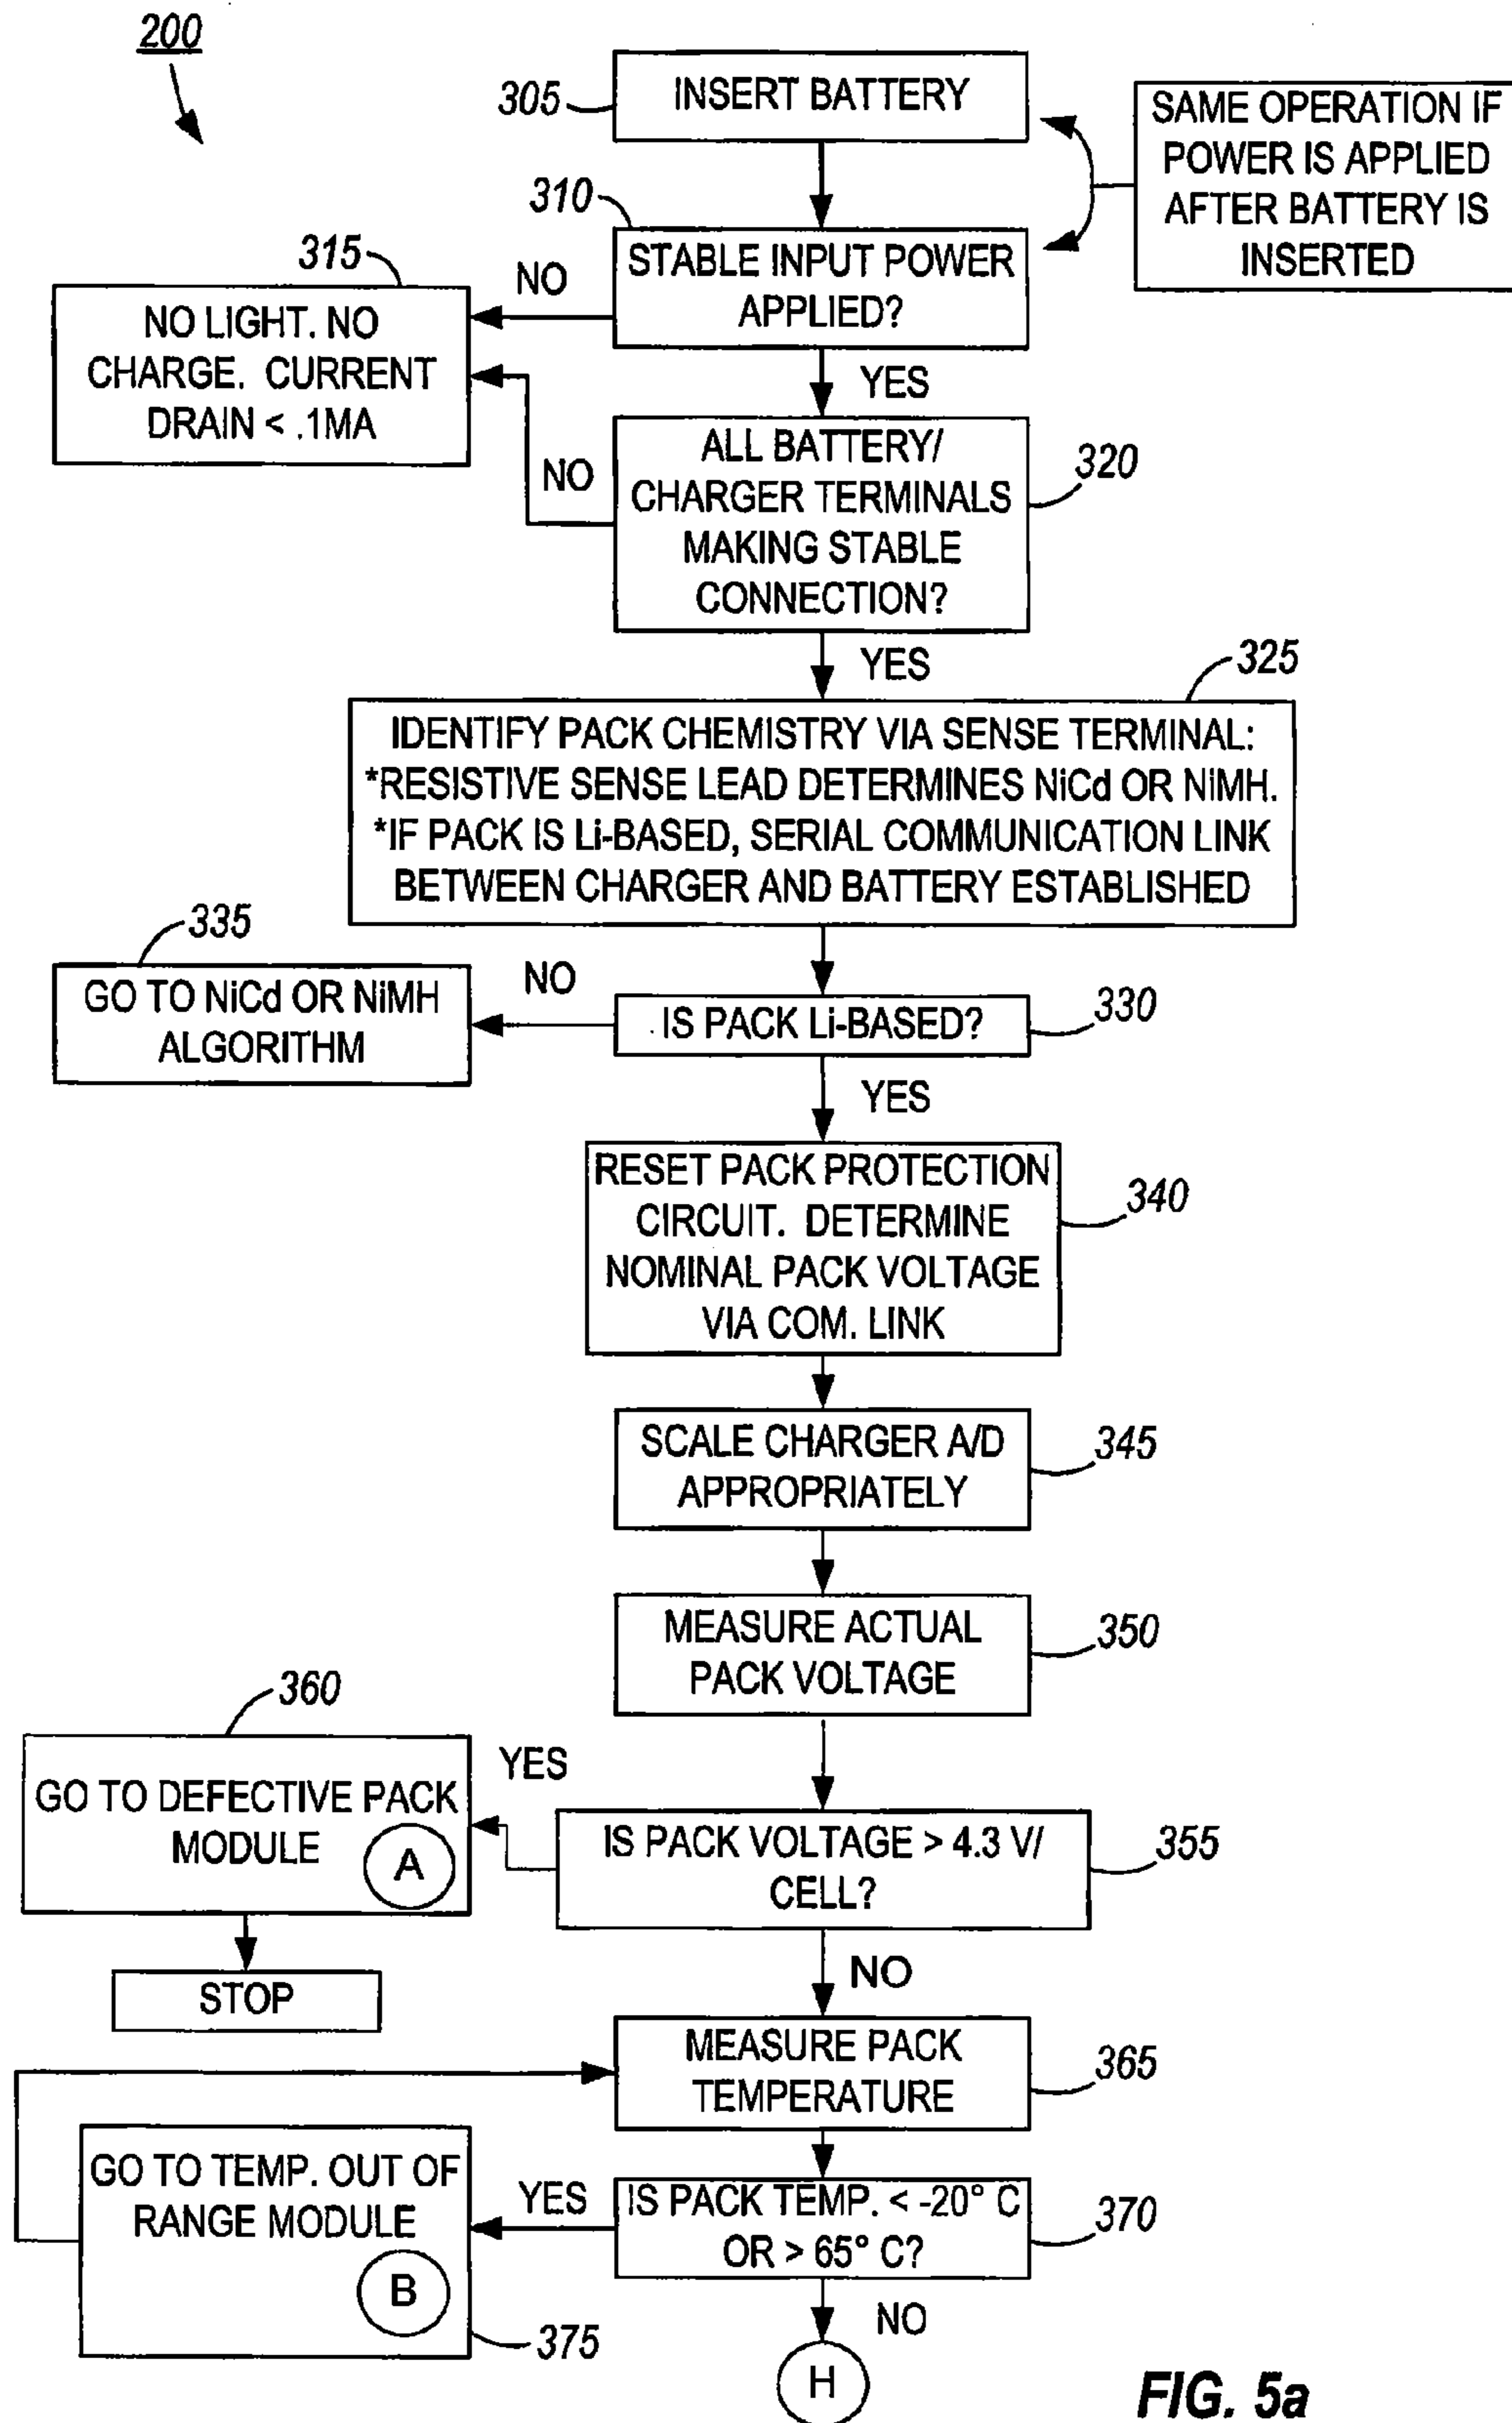 200
305
INSERT BATTERY
SAME OPERATION IF
POWER IS APPLIED
AFTER BATTERY IS
INSERTED
310
STABLE INPUT POWER
APPLIED?
NO
315
NO LIGHT. NO
CHARGE. CURRENT
DRAIN < .1MA
YES
ALL BATTERY/
CHARGER TERMINALS
MAKING STABLE
CONNECTION?
320
NO
YES
325
IDENTIFY PACK CHEMISTRY VIA SENSE TERMINAL:
*RESISTIVE SENSE LEAD DETERMINES NiCd OR NiMH.
*IF PACK IS Li-BASED, SERIAL COMMUNICATION LINK
BETWEEN CHARGER AND BATTERY ESTABLISHED
335
GO TO NiCd OR NiMH
ALGORITHM
NO
IS PACK Li-BASED?
330
YES
RESET PACK PROTECTION
CIRCUIT. DETERMINE
NOMINAL PACK VOLTAGE
VIA COM. LINK
340
SCALE CHARGER A/D
APPROPRIATELY
345
MEASURE ACTUAL
PACK VOLTAGE
350
360
GO TO DEFECTIVE PACK
MODULE
A
YES
IS PACK VOLTAGE > 4.3 V/
CELL?
355
STOP
NO
MEASURE PACK
TEMPERATURE
365
GO TO TEMP. OUT OF
RANGE MODULE
B
375
YES
IS PACK TEMP. < -20° C
OR > 65° C?
370
NO
H
FIG. 5a